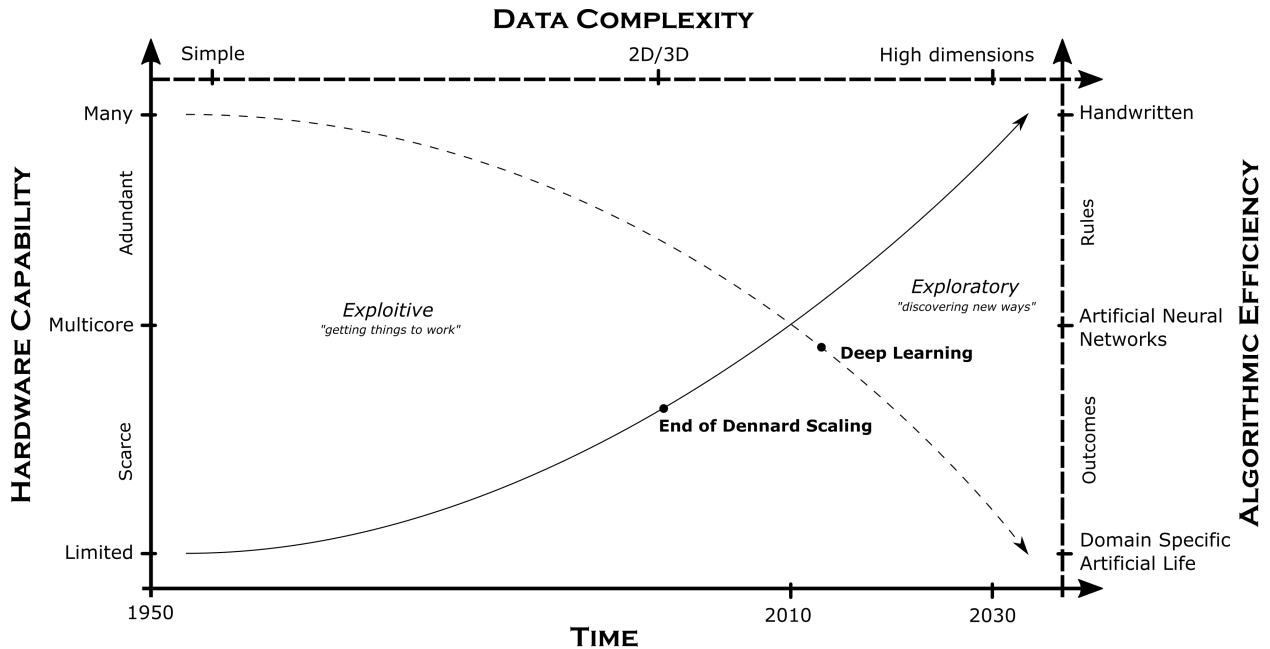 DATA COMPLEXITY
Simple
2D/3D
High dimensions
Many
Handwritten
Adundant
Rules
HARDWARE CAPABILITY
ALGORITHMIC EFFICIENCY
Exploitive
"getting things to work"
Exploratory
"discovering new ways"
Multicore
Artificial Neural
Networks
Deep Learning
End of Dennard Scaling
Scarce
Outcomes
Limited
Domain Specific
Artificial Life
1950
2010
2030
TIME